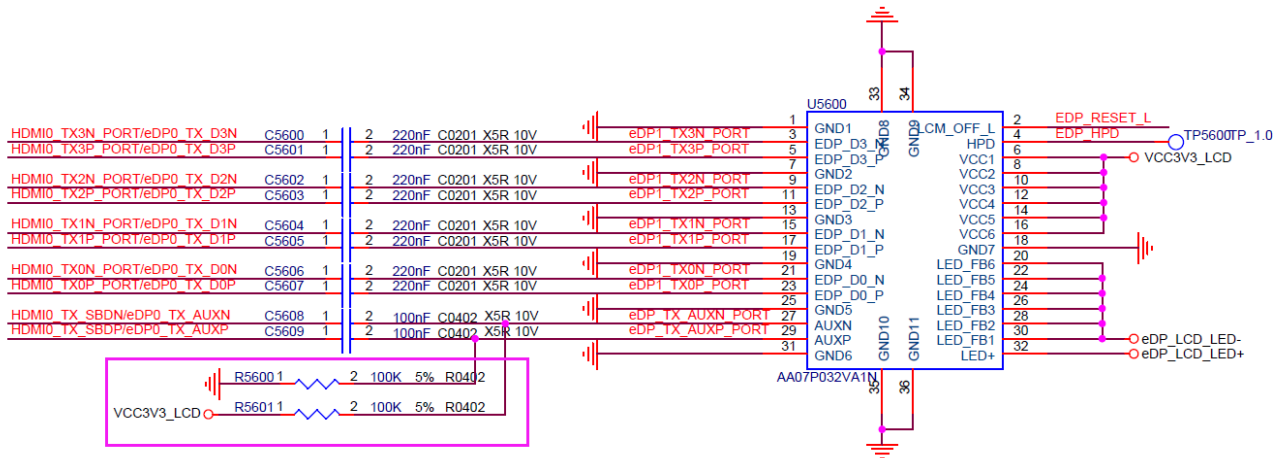 33 34
U5600
1 GND1 GND8 GND9 LCM_OFF_L 2 EDP_RESET_L
HDMI0_TX3N_PORT/eDP0_TX_D3N C5600 1 2 220nF C0201 X5R 10V eDP1_TX3N_PORT 3 EDP_D3_N HPD 4 EDP_HPD TP5600TP_1.0
HDMI0_TX3P_PORT/eDP0_TX_D3P C5601 1 2 220nF C0201 X5R 10V eDP1_TX3P_PORT 5 EDP_D3_P VCC1 6 VCC3V3_LCD
7 GND2 VCC2 8
HDMI0_TX2N_PORT/eDP0_TX_D2N C5602 1 2 220nF C0201 X5R 10V eDP1_TX2N_PORT 9 EDP_D2_N VCC3 10
HDMI0_TX2P_PORT/eDP0_TX_D2P C5603 1 2 220nF C0201 X5R 10V eDP1_TX2P_PORT 11 EDP_D2_P VCC4 12
13 GND3 VCC5 14
HDMI0_TX1N_PORT/eDP0_TX_D1N C5604 1 2 220nF C0201 X5R 10V eDP1_TX1N_PORT 15 EDP_D1_N VCC6 16
HDMI0_TX1P_PORT/eDP0_TX_D1P C5605 1 2 220nF C0201 X5R 10V eDP1_TX1P_PORT 17 EDP_D1_P GND7 18
19 GND4 LED_FB6 20
HDMI0_TX0N_PORT/eDP0_TX_D0N C5606 1 2 220nF C0201 X5R 10V eDP1_TX0N_PORT 21 EDP_D0_N LED_FB5 22
HDMI0_TX0P_PORT/eDP0_TX_D0P C5607 1 2 220nF C0201 X5R 10V eDP1_TX0P_PORT 23 EDP_D0_P LED_FB4 24
25 GND5 LED_FB3 26
HDMI0_TX_SBDN/eDP0_TX_AUXN C5608 1 2 100nF C0402 X5R 10V eDP_TX_AUXN_PORT 27 AUXN LED_FB2 28
HDMI0_TX_SBDP/eDP0_TX_AUXP C5609 1 2 100nF C0402 X5R 10V eDP_TX_AUXP_PORT 29 AUXP LED_FB1 30 eDP_LCD_LED-
31 GND6 GND10 GND11 LED+ 32 eDP_LCD_LED+
R5600 1 2 100K 5% R0402 AA07P032VA1N
35 36
VCC3V3_LCD R5601 1 2 100K 5% R0402